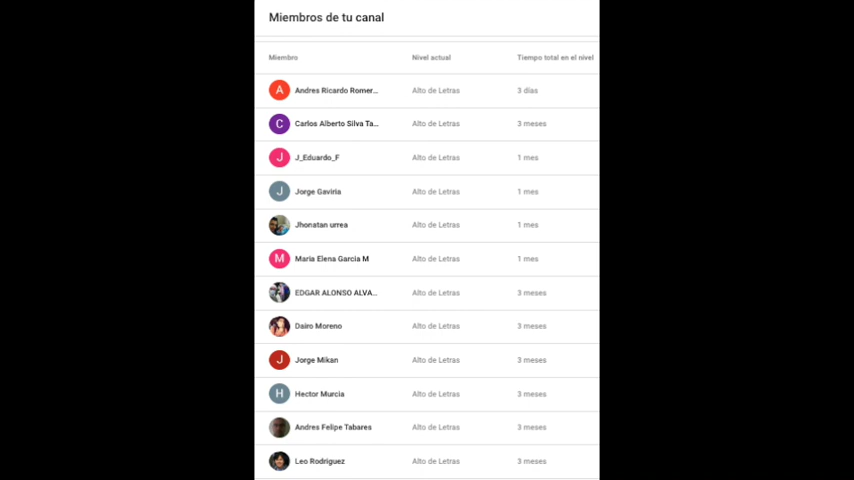 Miembros de tu canal
Miembro Nivel actual Tiempo total en el nivel
A Andres Ricardo Romer... Alto de Letras 3 días
C Carlos Alberto Silva Ta... Alto de Letras 3 meses
J J_Eduardo_F Alto de Letras 1 mes
J Jorge Gaviria Alto de Letras 1 mes
Jhonatan urrea Alto de Letras 1 mes
M Maria Elena Garcia M Alto de Letras 1 mes
EDGAR ALONSO ALVA... Alto de Letras 3 meses
Dairo Moreno Alto de Letras 3 meses
J Jorge Mikan Alto de Letras 3 meses
H Hector Murcia Alto de Letras 3 meses
Andres Felipe Tabares Alto de Letras 3 meses
Leo Rodriguez Alto de Letras 3 meses